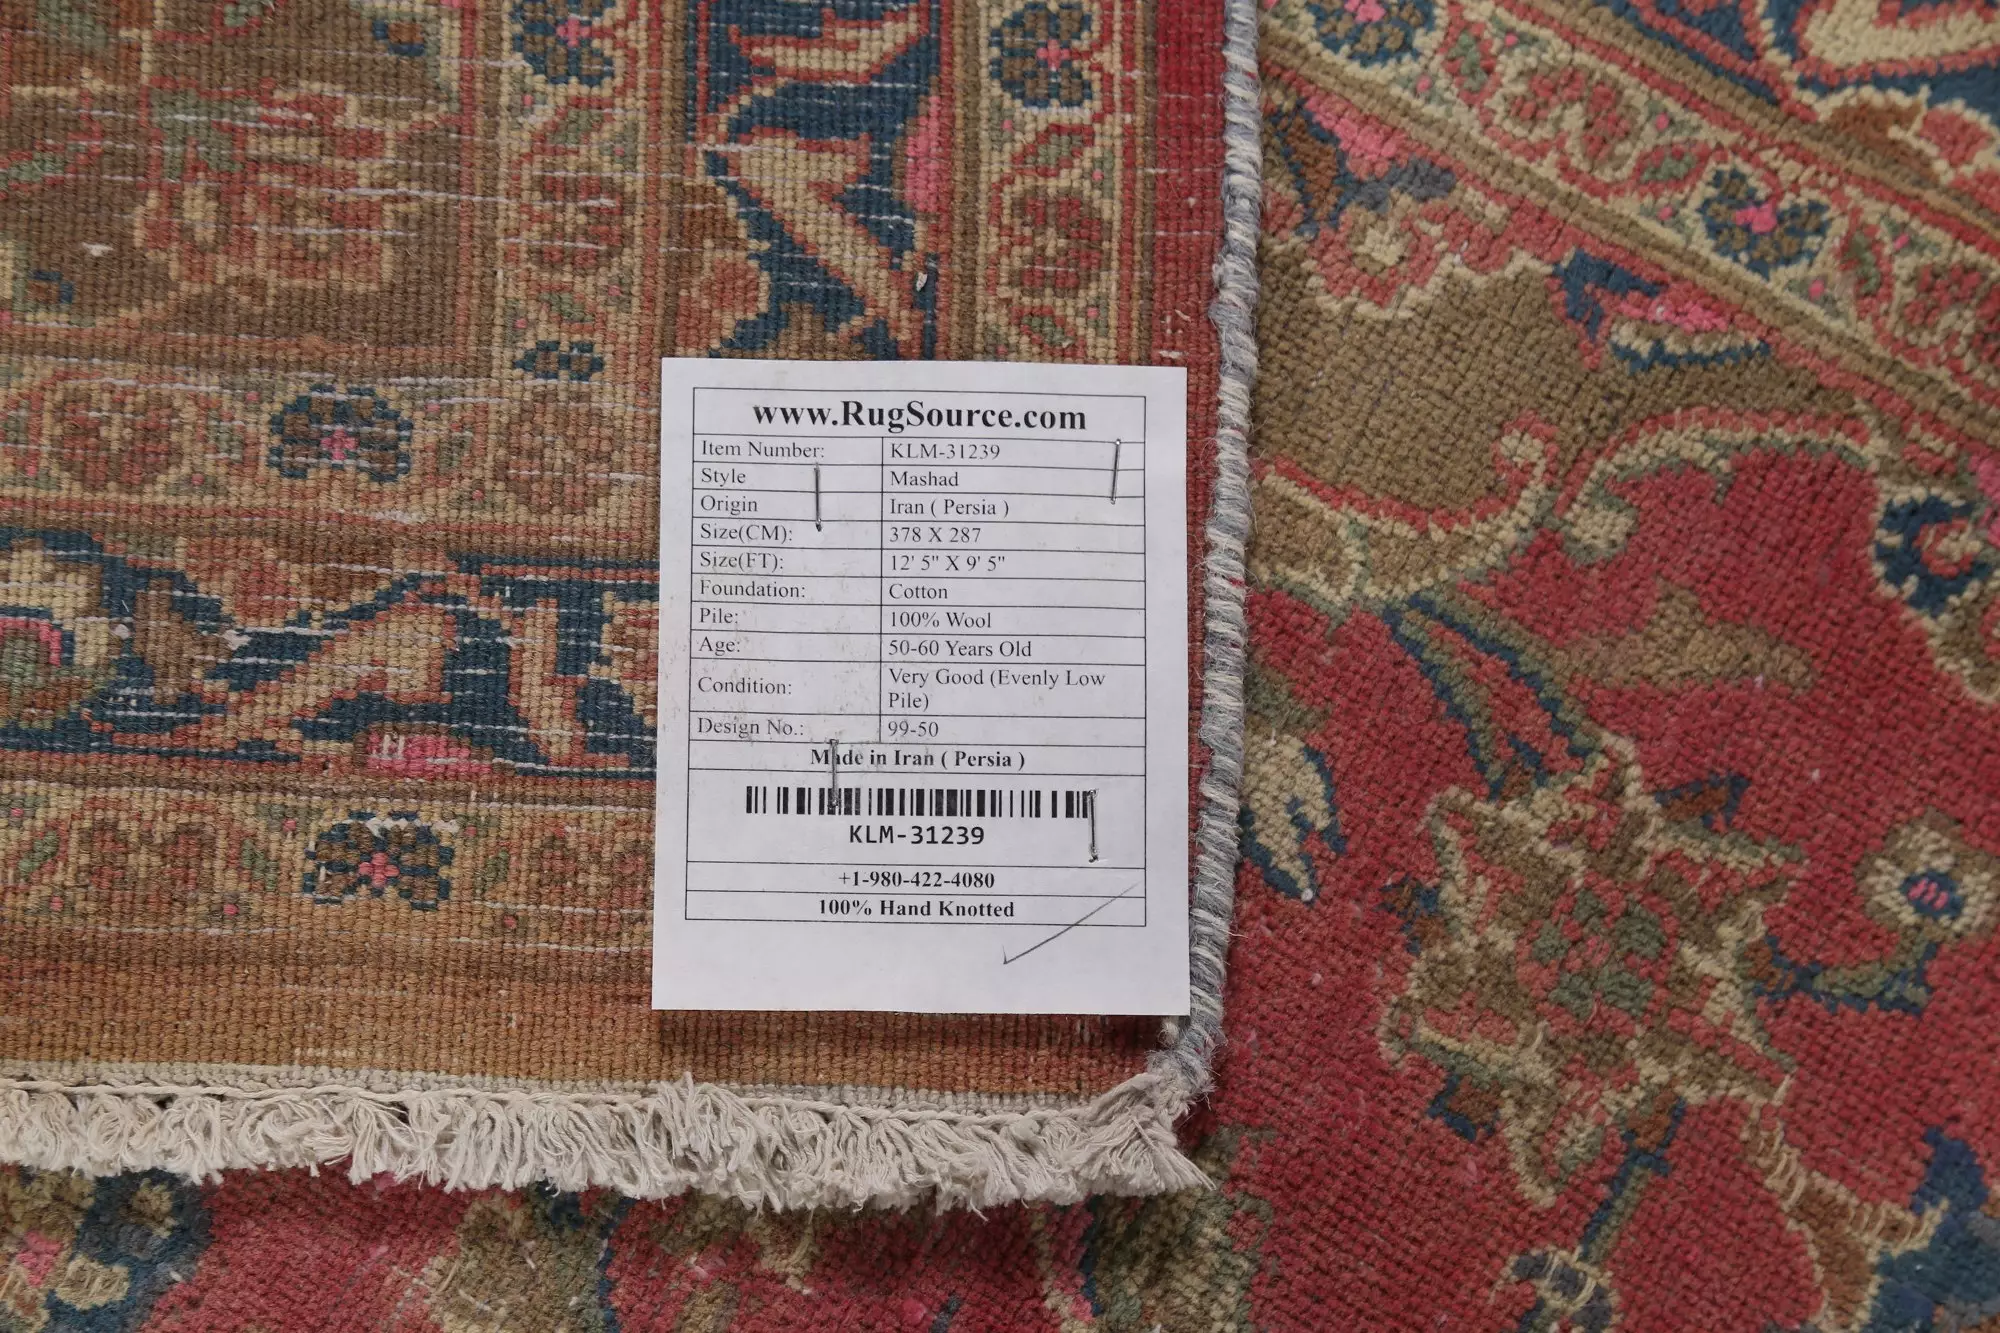 www.RugSource.com
Item Number: KLM-31239
Style Mashad
Origin Iran ( Persia )
Size(CM): 378 X 287
Size(FT): 12' 5" X 9' 5"
Foundation: Cotton
Pile: 100% Wool
Age: 50-60 Years Old
Condition: Very Good (Evenly Low
Pile)
Design No.: 99-50
Made in Iran ( Persia )
KLM-31239
+1-980-422-4080
100% Hand Knotted